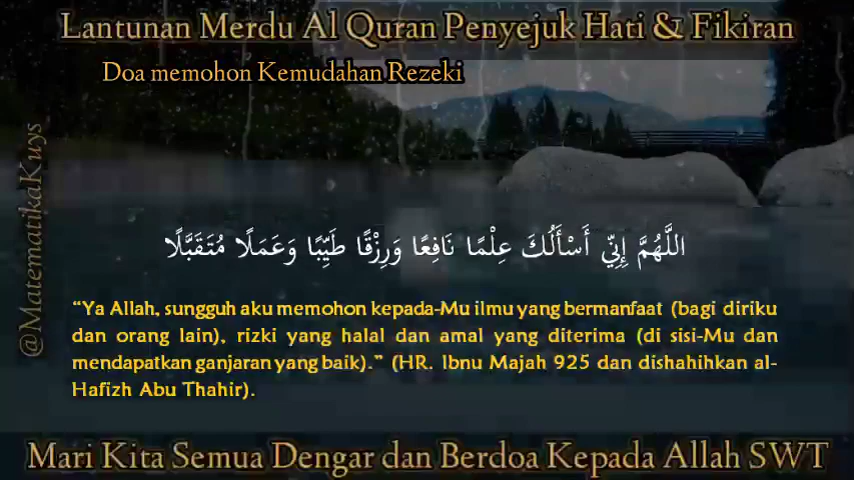 Lantunan Merdu Al Quran Penyejuk Hati & Fikiran
Doa memohon Kemudahan Rezeki
@MatematikaKuys
اللَّهُمَّ إِنِّي أَسْأَلُكَ عِلْمًا نَافِعًا وَرِزْقًا طَيِّبًا وَعَمَلًا مُتَقَبَّلًا
“Ya Allah, sungguh aku memohon kepada-Mu ilmu yang bermanfaat (bagi diriku
dan orang lain), rizki yang halal dan amal yang diterima (di sisi-Mu dan
mendapatkan ganjaran yang baik).” (HR. Ibnu Majah 925 dan dishahihkan al-
Hafizh Abu Thahir).
Mari Kita Semua Dengar dan Berdoa Kepada Allah SWT